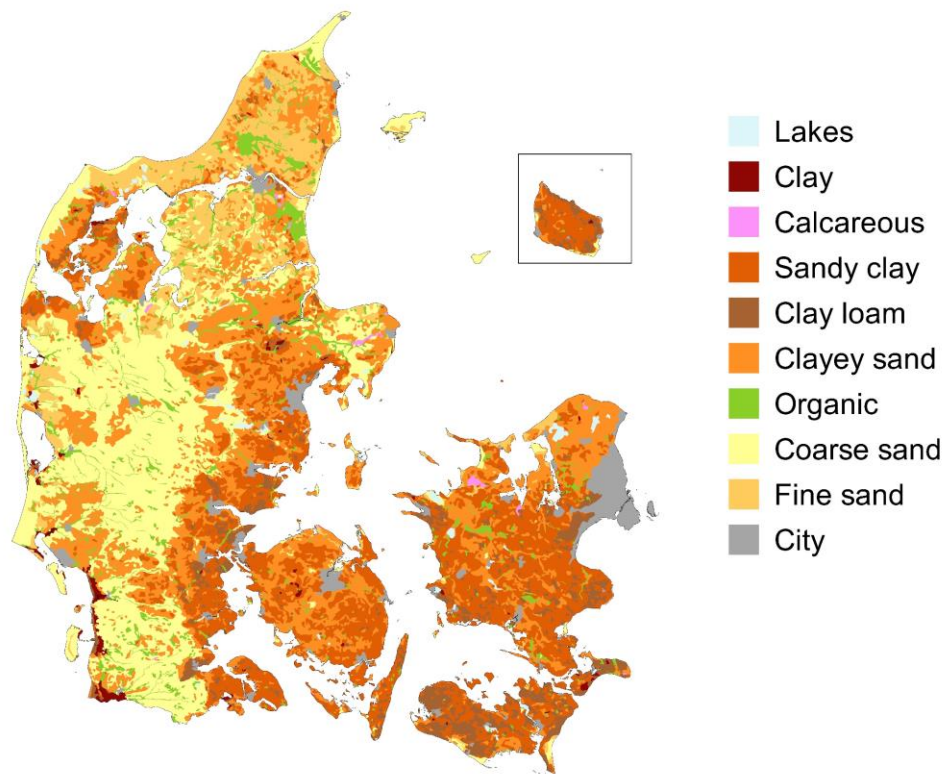 Lakes
Clay
Calcareous
Sandy clay
Clay loam
Clayey sand
Organic
Coarse sand
Fine sand
City